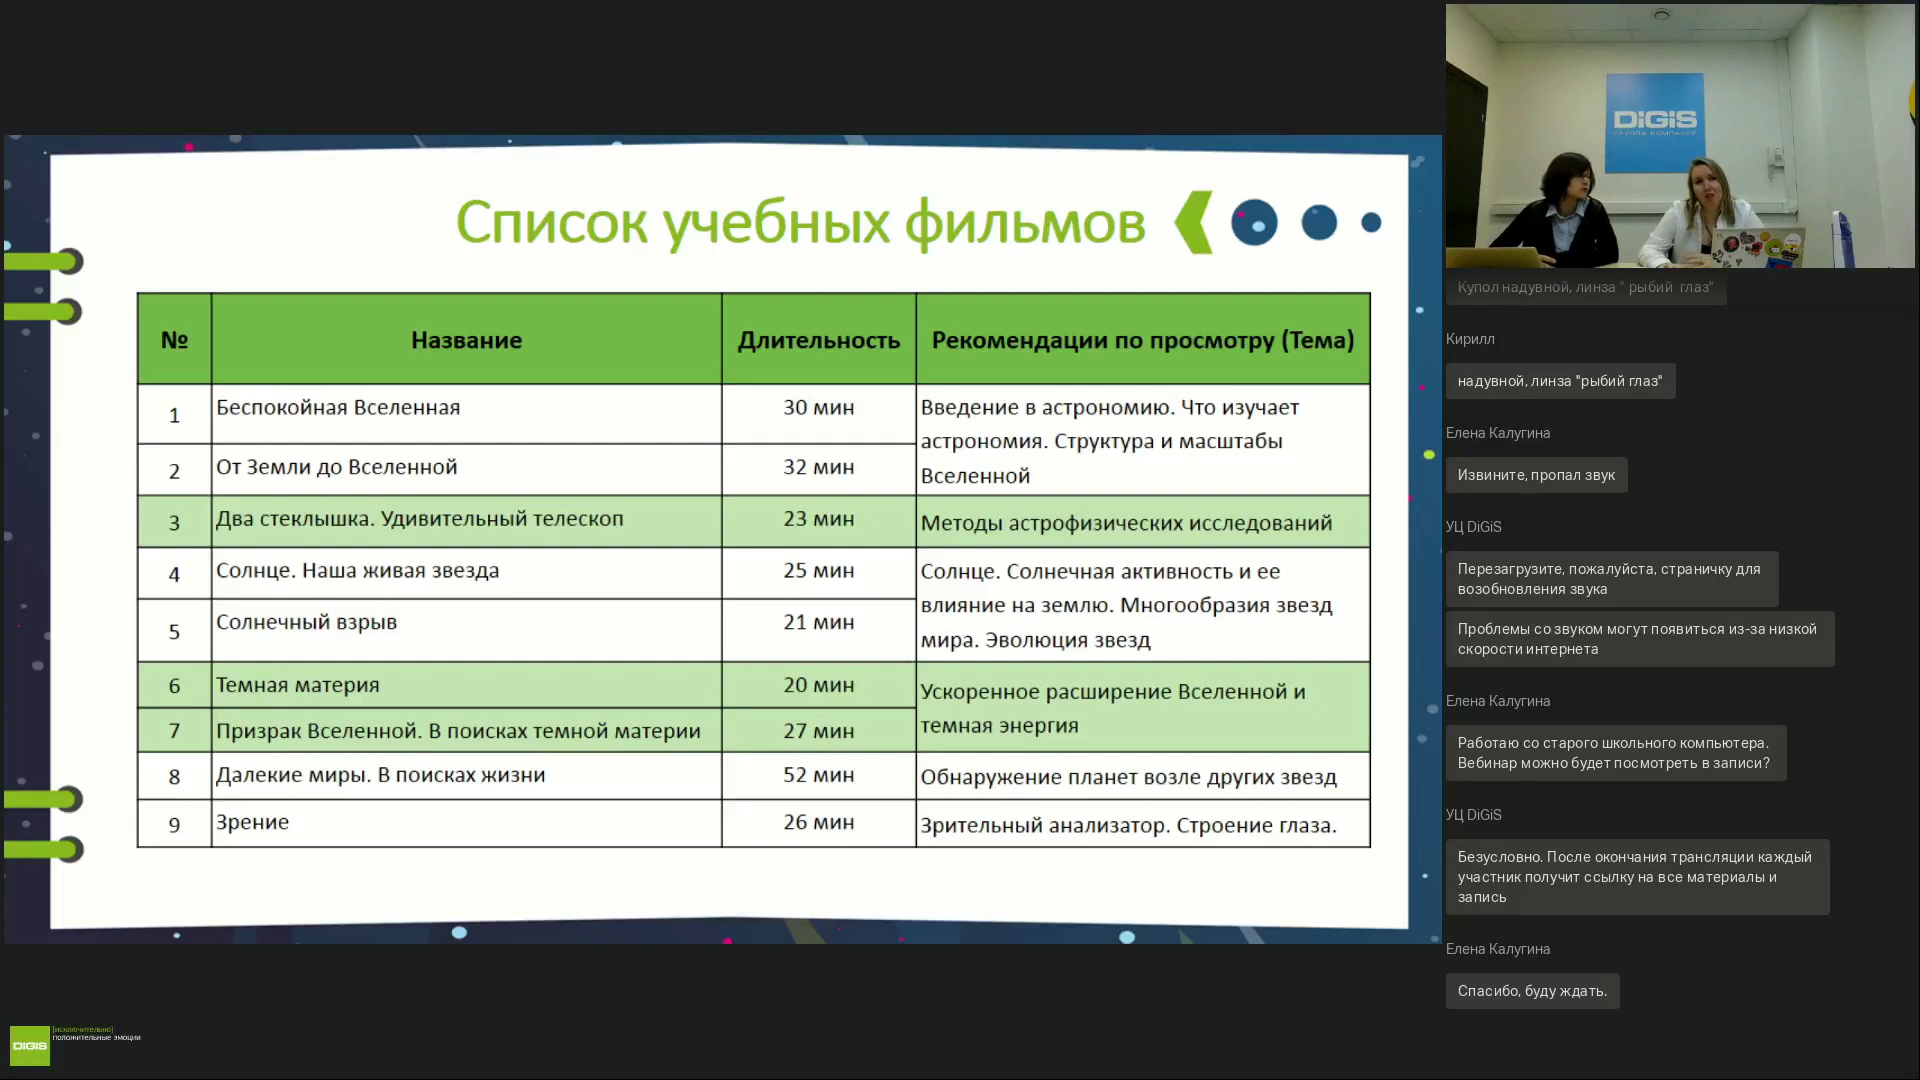 Список учебных фильмов
№ Название Длительность Рекомендации по просмотру (Тема)
1 Беспокойная Вселенная 30 мин Введение в астрономию. Что изучает
астрономия. Структура и масштабы
2 От Земли до Вселенной 32 мин
Вселенной
3 Два стеклышка. Удивительный телескоп 23 мин Методы астрофизических исследований
4 Солнце. Наша живая звезда 25 мин Солнце. Солнечная активность и ее
влияние на землю. Многообразия звезд
5 Солнечный взрыв 21 мин
мира. Эволюция звезд
6 Темная материя 20 мин Ускоренное расширение Вселенной и
темная энергия
7 Призрак Вселенной. В поисках темной материи 27 мин
8 Далекие миры. В поисках жизни 52 мин Обнаружение планет возле других звезд
9 Зрение 26 мин Зрительный анализатор. Строение глаза.
DiGiS
ГРУППА КОМПАНИЙ
Купол надувной, линза " рыбий глаз"
Кирилл
надувной, линза "рыбий глаз"
Елена Калугина
Извините, пропал звук
УЦ DiGiS
Перезагрузите, пожалуйста, страничку для
возобновления звука
Проблемы со звуком могут появиться из-за низкой
скорости интернета
Елена Калугина
Работаю со старого школьного компьютера.
Вебинар можно будет посмотреть в записи?
УЦ DiGiS
Безусловно. После окончания трансляции каждый
участник получит ссылку на все материалы и
запись
Елена Калугина
Спасибо, буду ждать.
DiGiS
[исключительно]
положительные эмоции